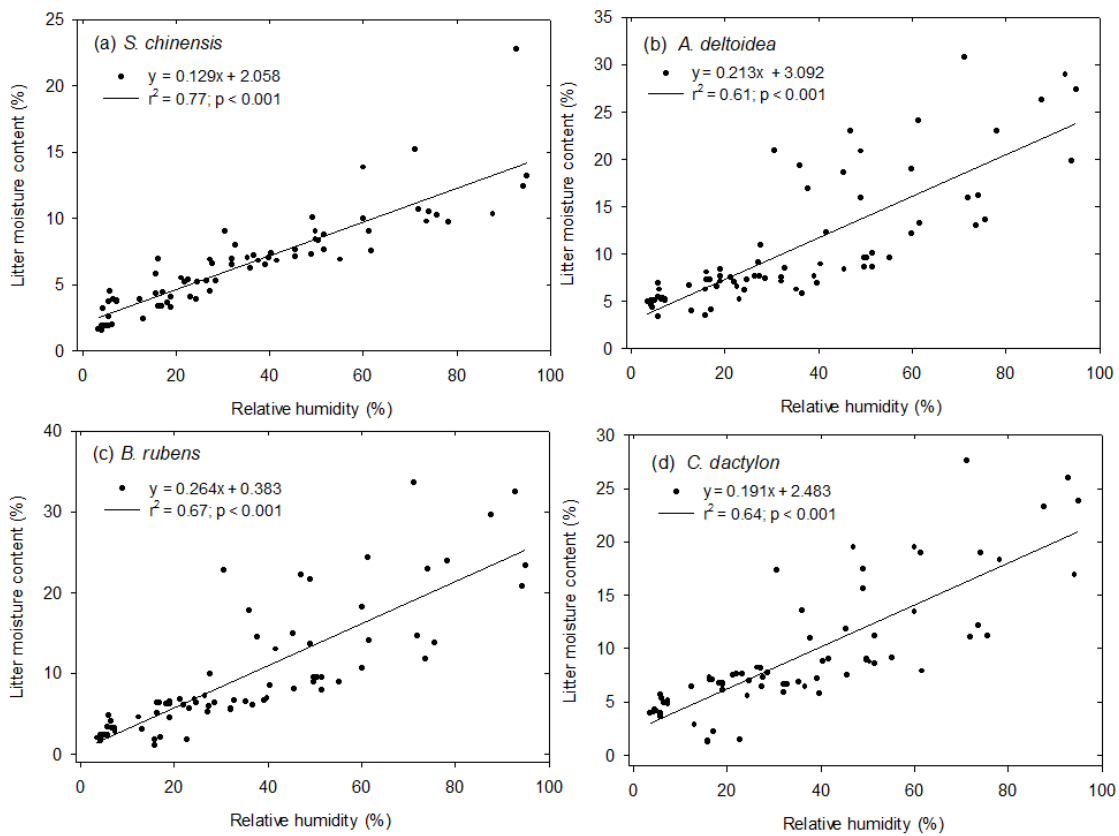 (a) S. chinensis
y = 0.129x + 2.058
r² = 0.77; p < 0.001
Litter moisture content (%)
25
20
15
10
5
0
0 20 40 60 80 100
Relative humidity (%)
(b) A. deltoidea
y = 0.213x + 3.092
r² = 0.61; p < 0.001
Litter moisture content (%)
35
30
25
20
15
10
5
0
0 20 40 60 80 100
Relative humidity (%)
(c) B. rubens
y = 0.264x + 0.383
r² = 0.67; p < 0.001
Litter moisture content (%)
40
30
20
10
0
0 20 40 60 80 100
Relative humidity (%)
(d) C. dactylon
y = 0.191x + 2.483
r² = 0.64; p < 0.001
Litter moisture content (%)
30
25
20
15
10
5
0
0 20 40 60 80 100
Relative humidity (%)